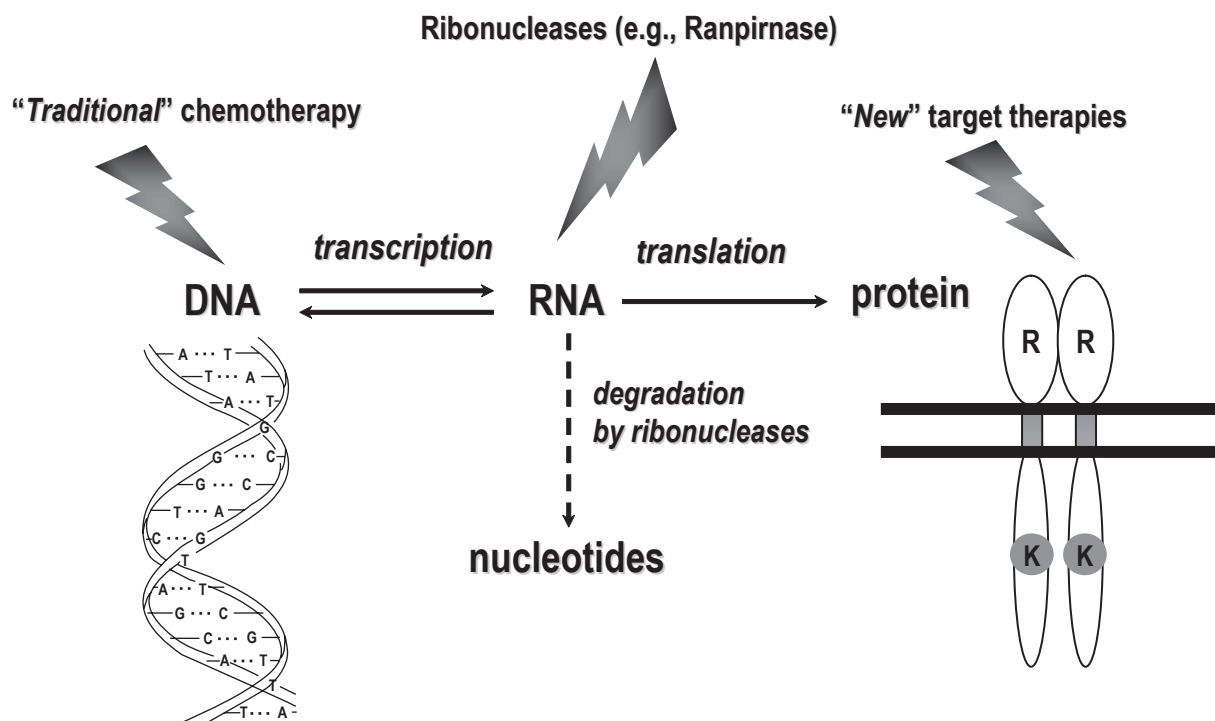 Ribonucleases (e.g., Ranpirnase)
“Traditional” chemotherapy
“New” target therapies
transcription
translation
DNA
RNA
protein
R R
degradation
by ribonucleases
nucleotides
K K
A ··· T
T ··· A
A ··· T
G
G ··· C
G ··· C
T ··· A
C ··· G
T
A ··· T
G ··· C
C ··· G
A ··· T
T
T ··· A